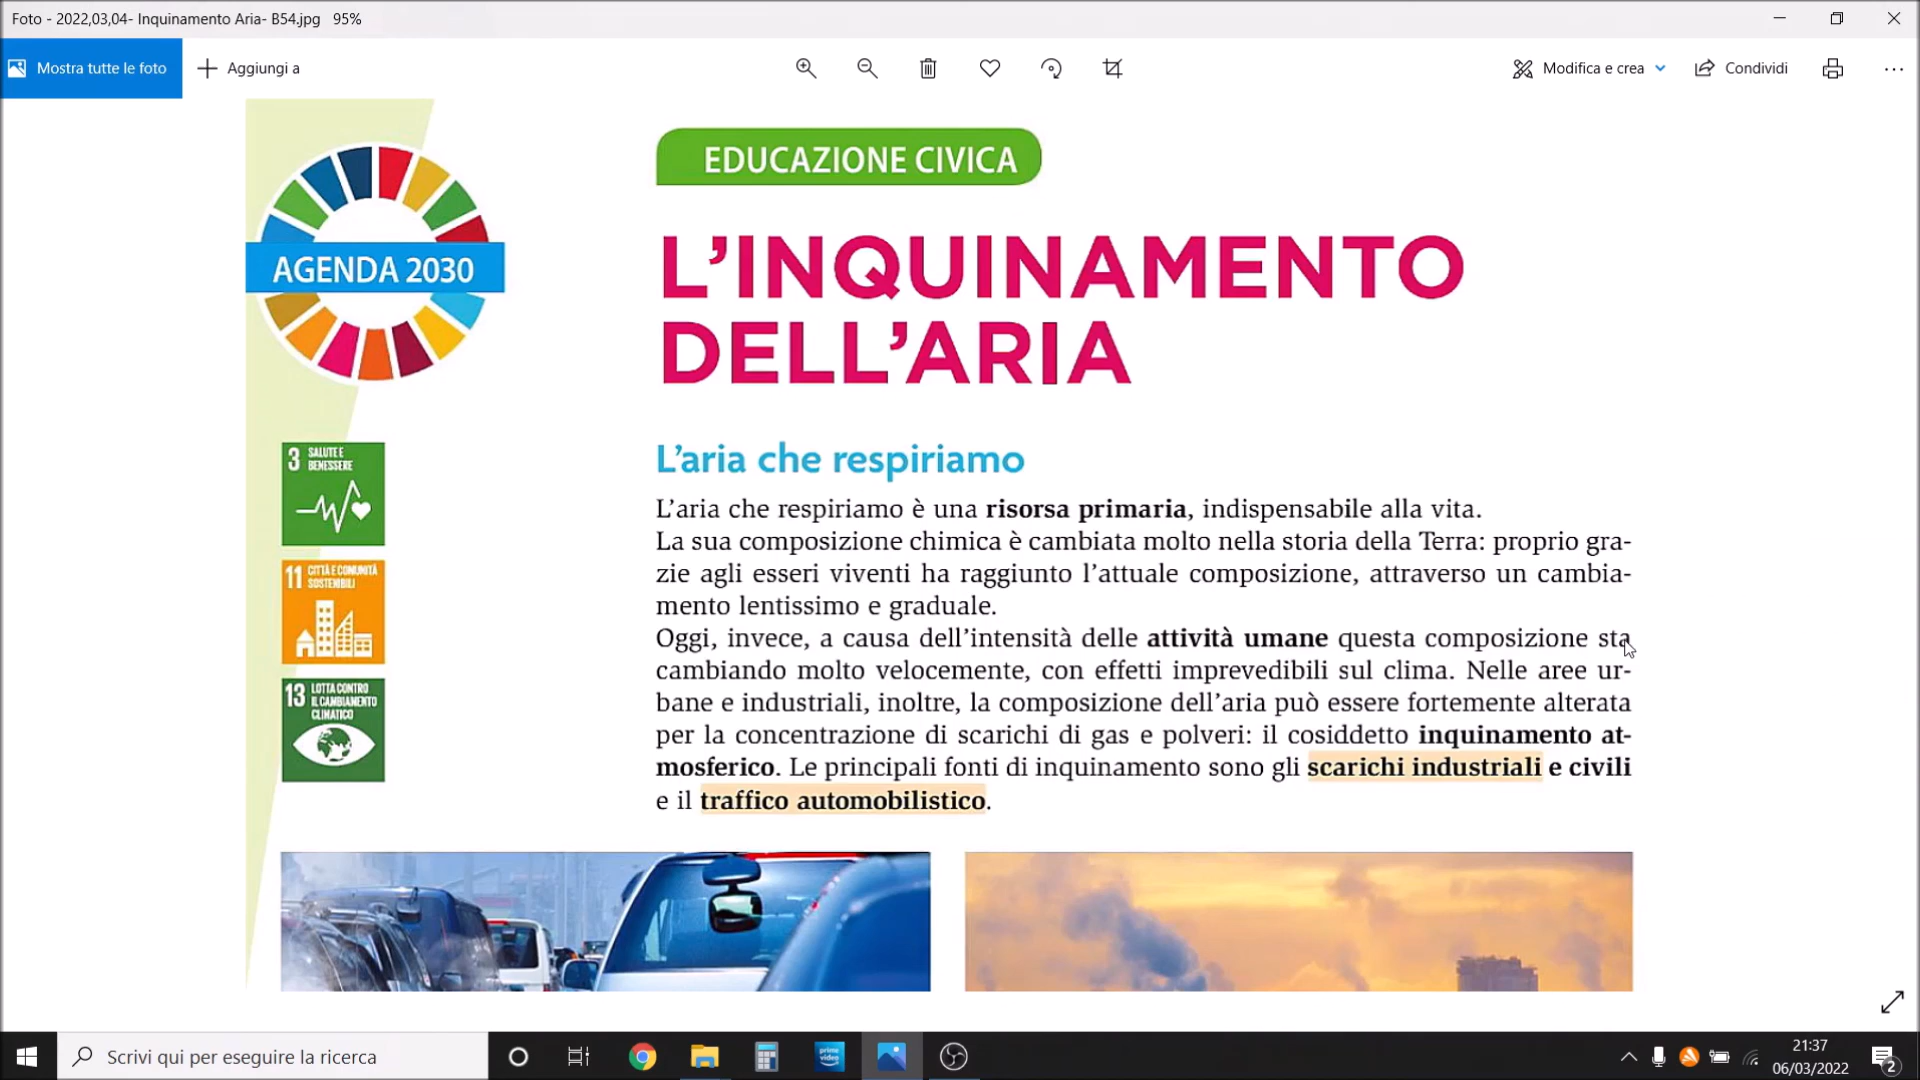 Foto - 2022,03,04- Inquinamento Aria- B54.jpg 95%
Mostra tutte le foto
Aggiungi a
Modifica e crea
Condividi
EDUCAZIONE CIVICA
AGENDA 2030
L'INQUINAMENTO
DELL'ARIA
3 SALUTE E
BENESSERE
11 CITTÀ E COMUNITÀ
SOSTENIBILI
13 LOTTA CONTRO
IL CAMBIAMENTO
CLIMATICO
L'aria che respiriamo
L'aria che respiriamo è una risorsa primaria, indispensabile alla vita.
La sua composizione chimica è cambiata molto nella storia della Terra: proprio gra-
zie agli esseri viventi ha raggiunto l'attuale composizione, attraverso un cambia-
mento lentissimo e graduale.
Oggi, invece, a causa dell'intensità delle attività umane questa composizione sta
cambiando molto velocemente, con effetti imprevedibili sul clima. Nelle aree ur-
bane e industriali, inoltre, la composizione dell'aria può essere fortemente alterata
per la concentrazione di scarichi di gas e polveri: il cosiddetto inquinamento at-
mosferico. Le principali fonti di inquinamento sono gli scarichi industriali e civili
e il traffico automobilistico.
Scrivi qui per eseguire la ricerca
prime video
21:37
06/03/2022
2